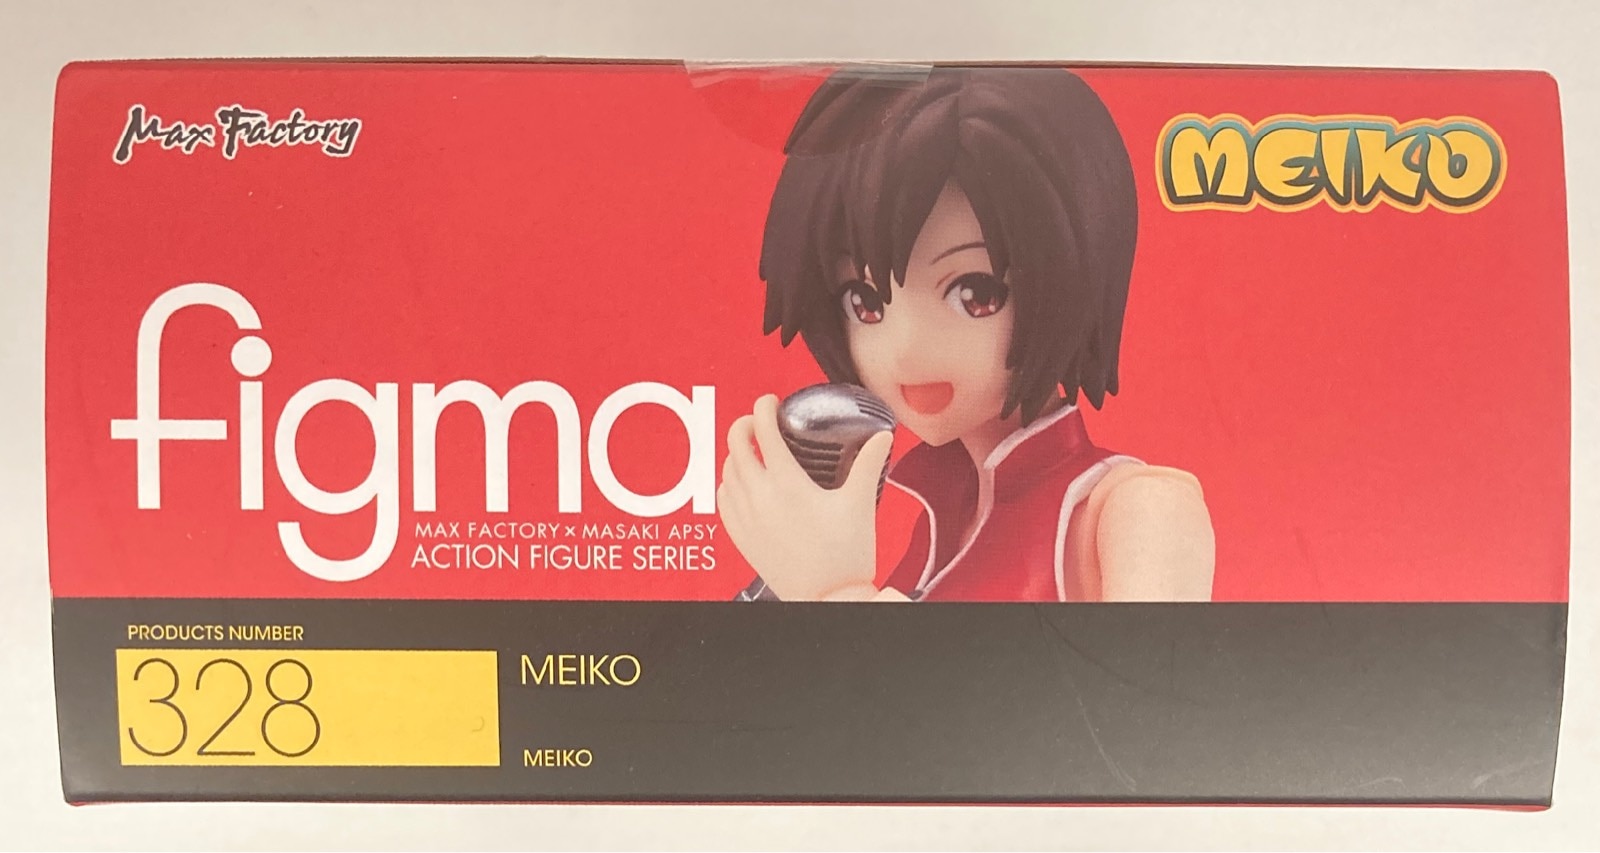 Max Factory
MEIKO
figma
MAX FACTORY × MASAKI APSY
ACTION FIGURE SERIES
PRODUCTS NUMBER
328
MEIKO
MEIKO